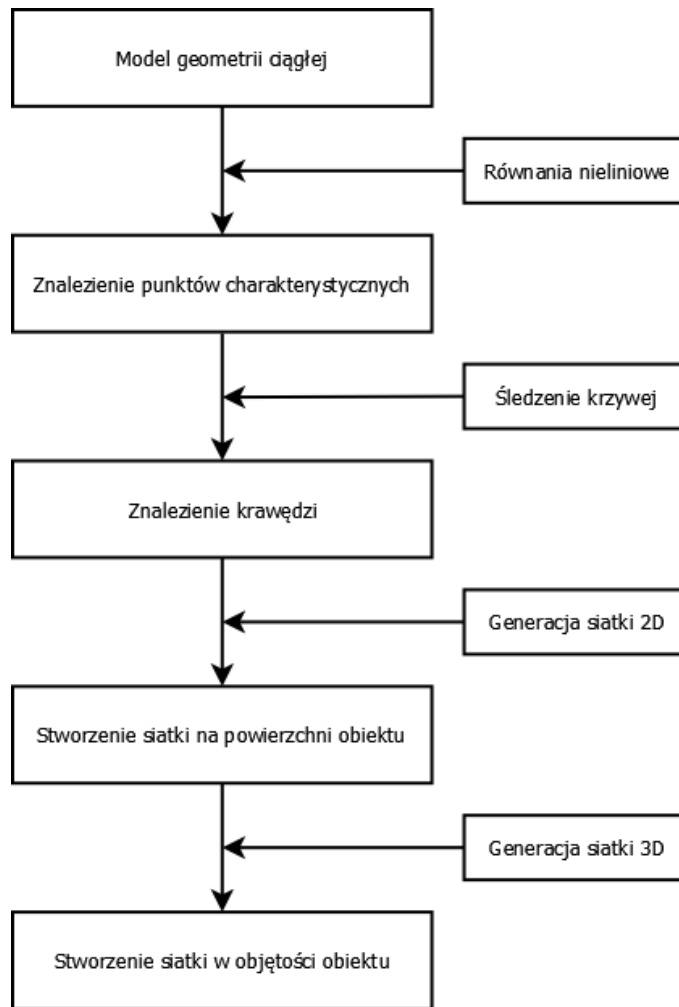 Model geometrii ciągłej
Równania nieliniowe
Znalezienie punktów charakterystycznych
Śledzenie krzywej
Znalezienie krawędzi
Generacja siatki 2D
Stworzenie siatki na powierzchni obiektu
Generacja siatki 3D
Stworzenie siatki w objętości obiektu